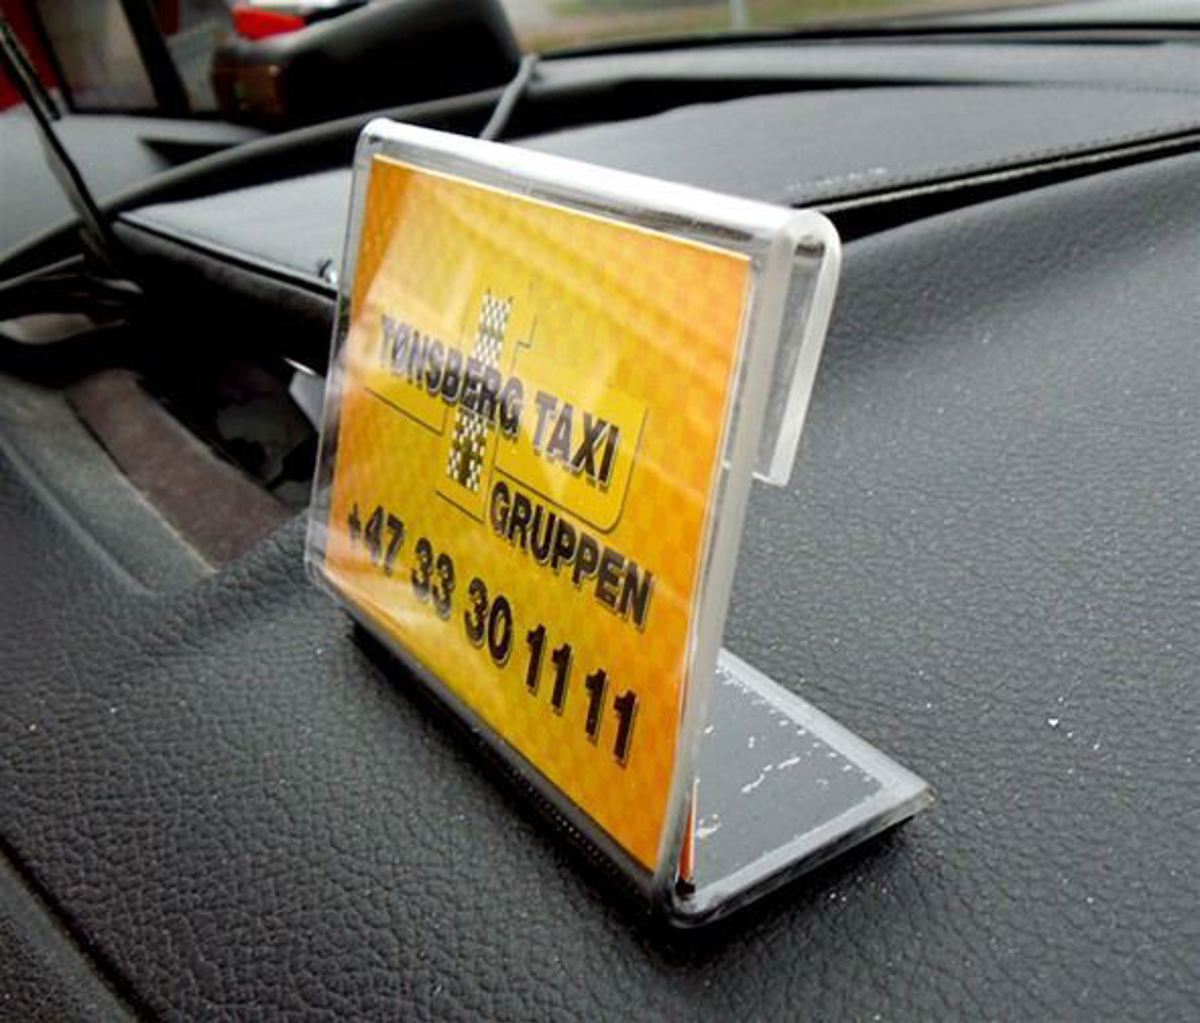 TØNSBERG TAXI
GRUPPEN
+47 33 30 11 11